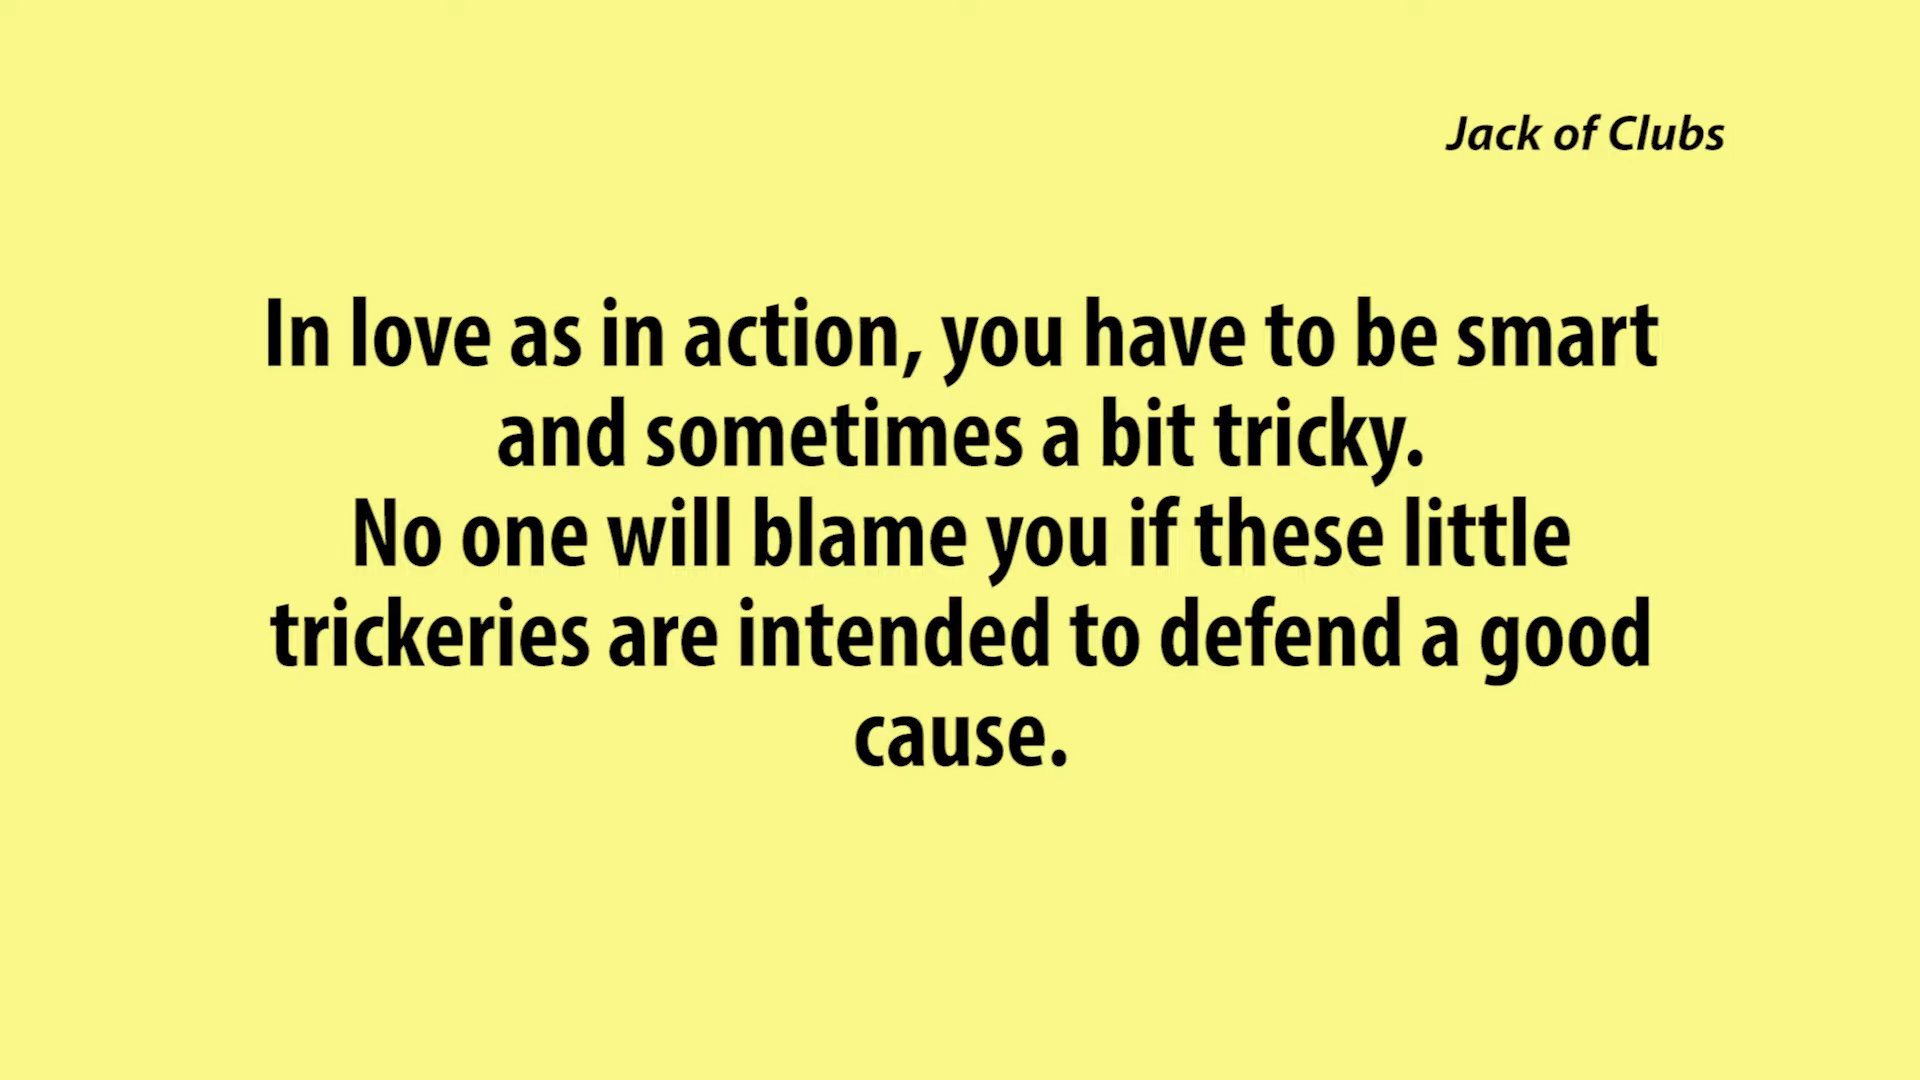 Jack of Clubs
In love as in action, you have to be smart
and sometimes a bit tricky.
No one will blame you if these little
trickeries are intended to defend a good
cause.